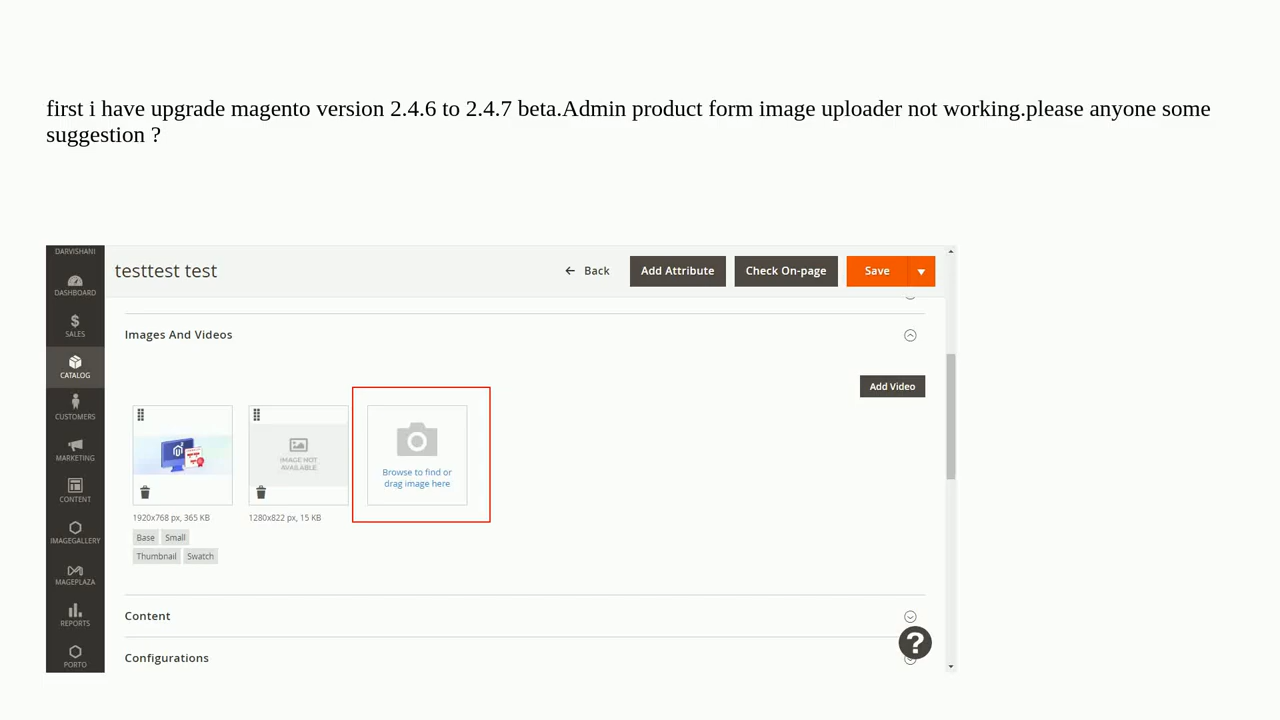 first i have upgrade magento version 2.4.6 to 2.4.7 beta.Admin product form image uploader not working.please anyone some
suggestion ?
DARVISHANI
DASHBOARD
SALES
CATALOG
CUSTOMERS
MARKETING
CONTENT
IMAGEGALLERY
MAGEPLAZA
REPORTS
PORTO
testtest test
Back
Add Attribute
Check On-page
Save
Images And Videos
Add Video
IMAGE NOT
AVAILABLE
Browse to find or
drag image here
1920x768 px, 365 KB
1280x822 px, 15 KB
Base Small
Thumbnail Swatch
Content
?
Configurations